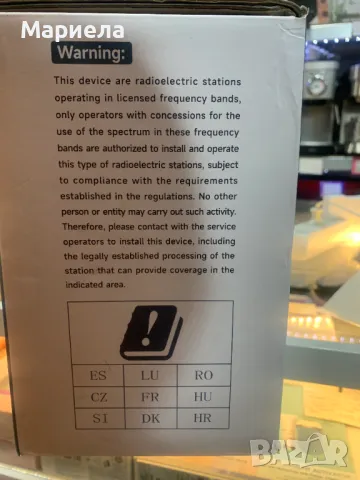 Мариела
Warning:
This device are radioelectric stations
operating in licensed frequency bands,
only operators with concessions for the
use of the spectrum in these frequency
bands are authorized to install and operate
this type of radioelectric stations, subject
to compliance with the requirements
established in the regulations. No other
person or entity may carry out such activity.
Therefore, please contact with the service
operators to install this device, including
the legally established processing of the
station that can provide coverage in the
indicated area.
!
ES LU RO
CZ FR HU
SI DK HR
BAZAR